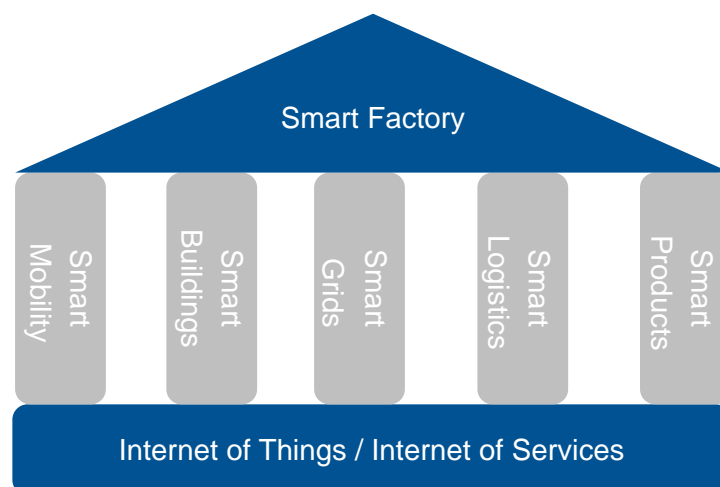 Smart Factory
Smart
Mobility
Smart
Buildings
Smart
Grids
Smart
Logistics
Smart
Products
Internet of Things / Internet of Services